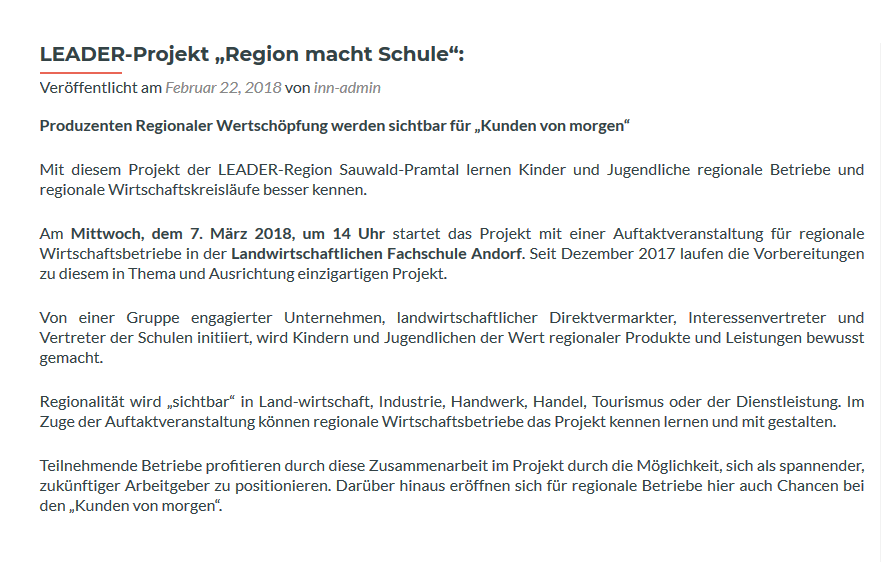 LEADER-Projekt „Region macht Schule“:
Veröffentlicht am Februar 22, 2018 von inn-admin
Produzenten Regionaler Wertschöpfung werden sichtbar für „Kunden von morgen“
Mit diesem Projekt der LEADER-Region Sauwald-Pramtal lernen Kinder und Jugendliche regionale Betriebe und
regionale Wirtschaftskreisläufe besser kennen.
Am Mittwoch, dem 7. März 2018, um 14 Uhr startet das Projekt mit einer Auftaktveranstaltung für regionale
Wirtschaftsbetriebe in der Landwirtschaftlichen Fachschule Andorf. Seit Dezember 2017 laufen die Vorbereitungen
zu diesem in Thema und Ausrichtung einzigartigen Projekt.
Von einer Gruppe engagierter Unternehmen, landwirtschaftlicher Direktvermarkter, Interessenvertreter und
Vertreter der Schulen initiiert, wird Kindern und Jugendlichen der Wert regionaler Produkte und Leistungen bewusst
gemacht.
Regionalität wird „sichtbar“ in Land-wirtschaft, Industrie, Handwerk, Handel, Tourismus oder der Dienstleistung. Im
Zuge der Auftaktveranstaltung können regionale Wirtschaftsbetriebe das Projekt kennen lernen und mit gestalten.
Teilnehmende Betriebe profitieren durch diese Zusammenarbeit im Projekt durch die Möglichkeit, sich als spannender,
zukünftiger Arbeitgeber zu positionieren. Darüber hinaus eröffnen sich für regionale Betriebe hier auch Chancen bei
den „Kunden von morgen“.